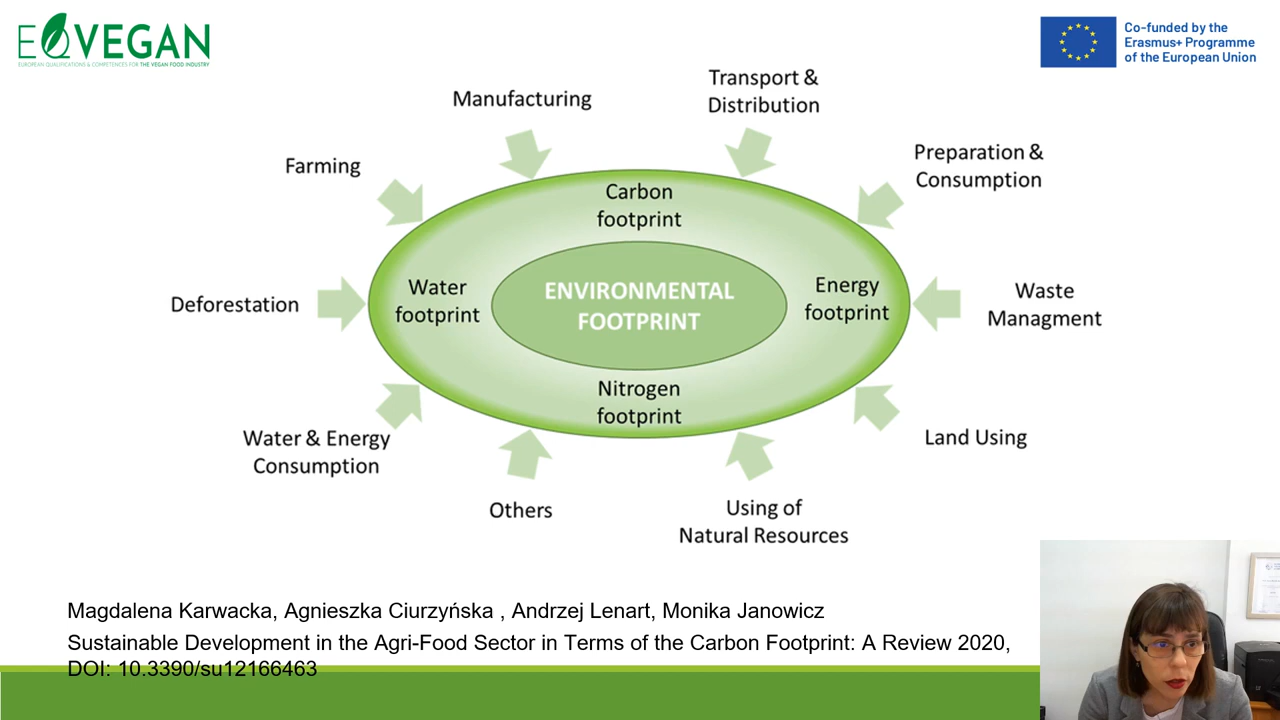 EQVEGAN
EUROPEAN QUALIFICATIONS & COMPETENCES FOR THE VEGAN FOOD INDUSTRY
Co-funded by the
Erasmus+ Programme
of the European Union
Manufacturing
Transport &
Distribution
Farming
Preparation &
Consumption
Carbon
footprint
Deforestation
Water
footprint
ENVIRONMENTAL
FOOTPRINT
Energy
footprint
Waste
Managment
Nitrogen
footprint
Water & Energy
Consumption
Land Using
Others
Using of
Natural Resources
Magdalena Karwacka, Agnieszka Ciurzyńska , Andrzej Lenart, Monika Janowicz
Sustainable Development in the Agri-Food Sector in Terms of the Carbon Footprint: A Review 2020,
DOI: 10.3390/su12166463